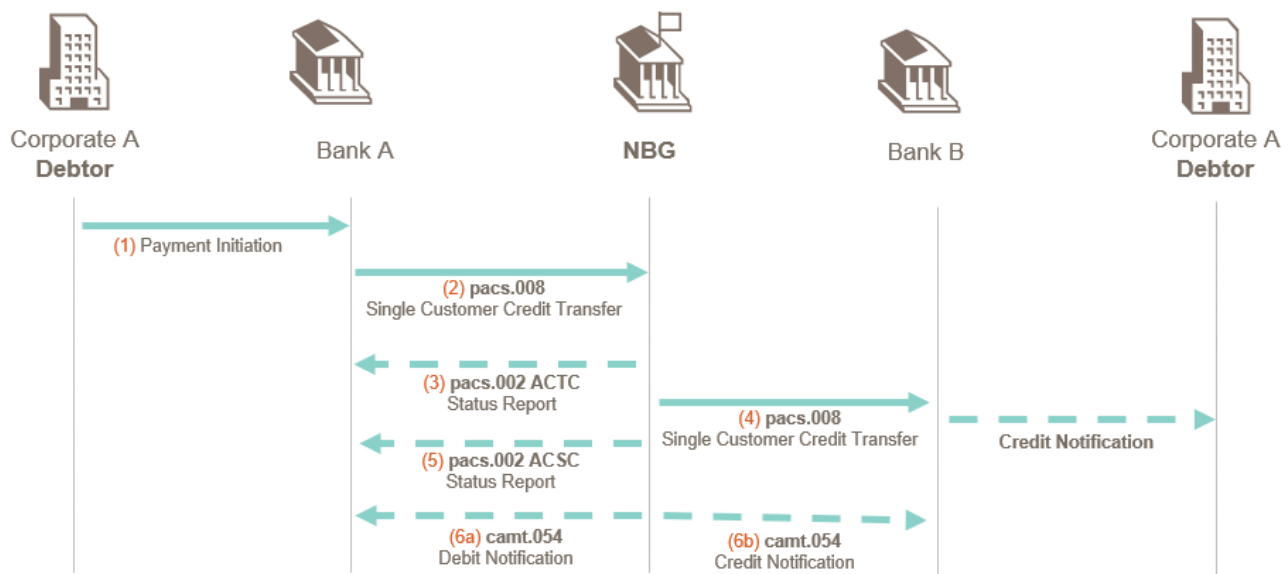 Corporate A
Debtor
Bank A
NBG
Bank B
Corporate A
Debtor
(1) Payment Initiation
(2) pacs.008
Single Customer Credit Transfer
(3) pacs.002 ACTC
Status Report
(4) pacs.008
Single Customer Credit Transfer
Credit Notification
(5) pacs.002 ACSC
Status Report
(6a) camt.054
Debit Notification
(6b) camt.054
Credit Notification